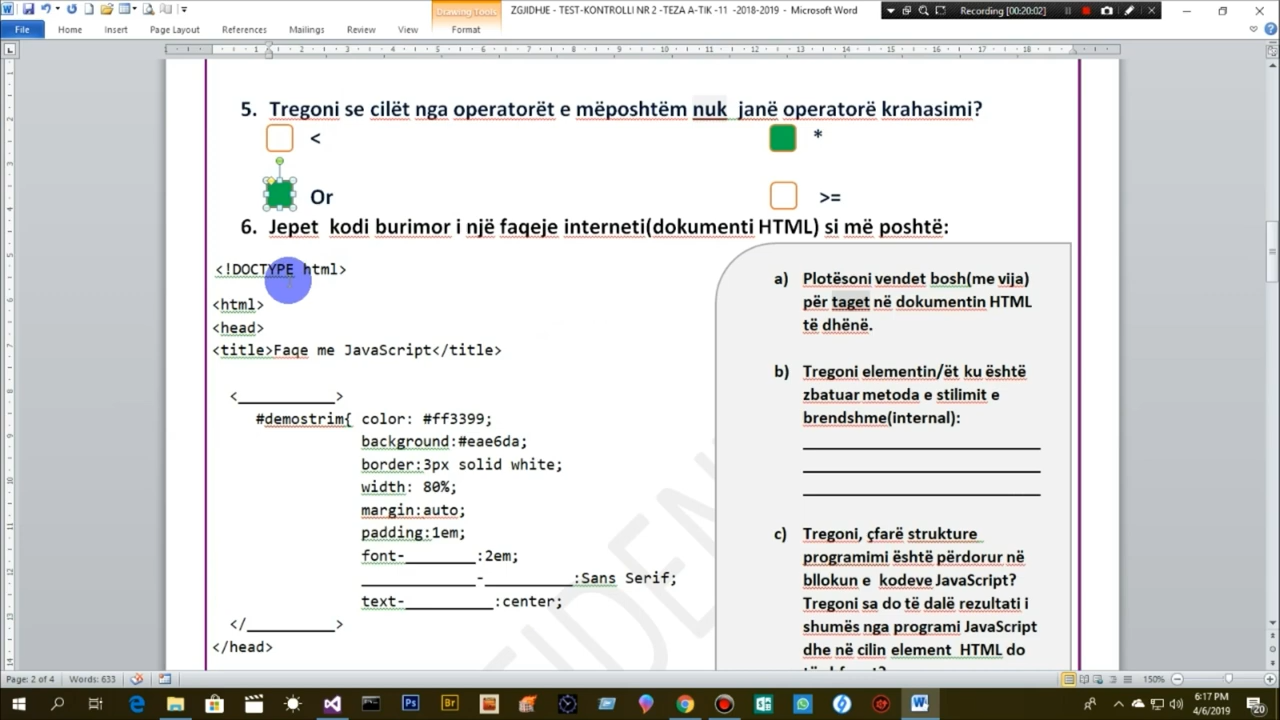 Drawing Tools
ZGJIDHJE - TEST-KONTROLLI NR 2 -TEZA A-TIK -11 -2018-2019 - Microsoft Word
Recording [00:20:02]
File Home Insert Page Layout References Mailings Review View Format
5. Tregoni se cilët nga operatorët e mëposhtëm nuk janë operatorë krahasimi?
< *
Or >=
6. Jepet kodi burimor i një faqeje interneti(dokumenti HTML) si më poshtë:
<!DOCTYPE html>
<html>
<head>
<title>Faqe me JavaScript</title>
<___________>
#demostrim{ color: #ff3399;
background:#eae6da;
border:3px solid white;
width: 80%;
margin:auto;
padding:1em;
font-________:2em;
_____________-__________:Sans Serif;
text-__________:center;
</__________>
</head>
a) Plotësoni vendet bosh(me vija)
për taget në dokumentin HTML
të dhënë.
b) Tregoni elementin/ët ku është
zbatuar metoda e stilimit e
brendshme(internal):
c) Tregoni, çfarë strukture
programimi është përdorur në
bllokun e kodeve JavaScript?
Tregoni sa do të dalë rezultati i
shumës nga programi JavaScript
dhe në cilin element HTML do
Page: 2 of 4 Words: 633 150%
6:17 PM
4/6/2019
20